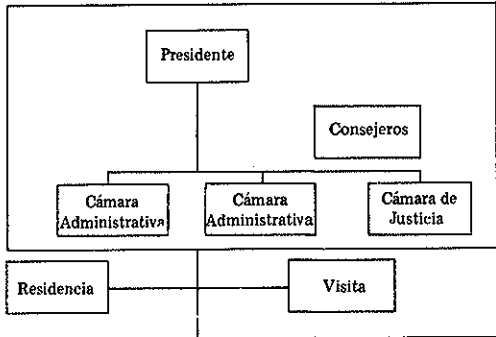 Presidente
Consejeros
Cámara
Administrativa
Cámara
Administrativa
Cámara de
Justicia
Residencia
Visita